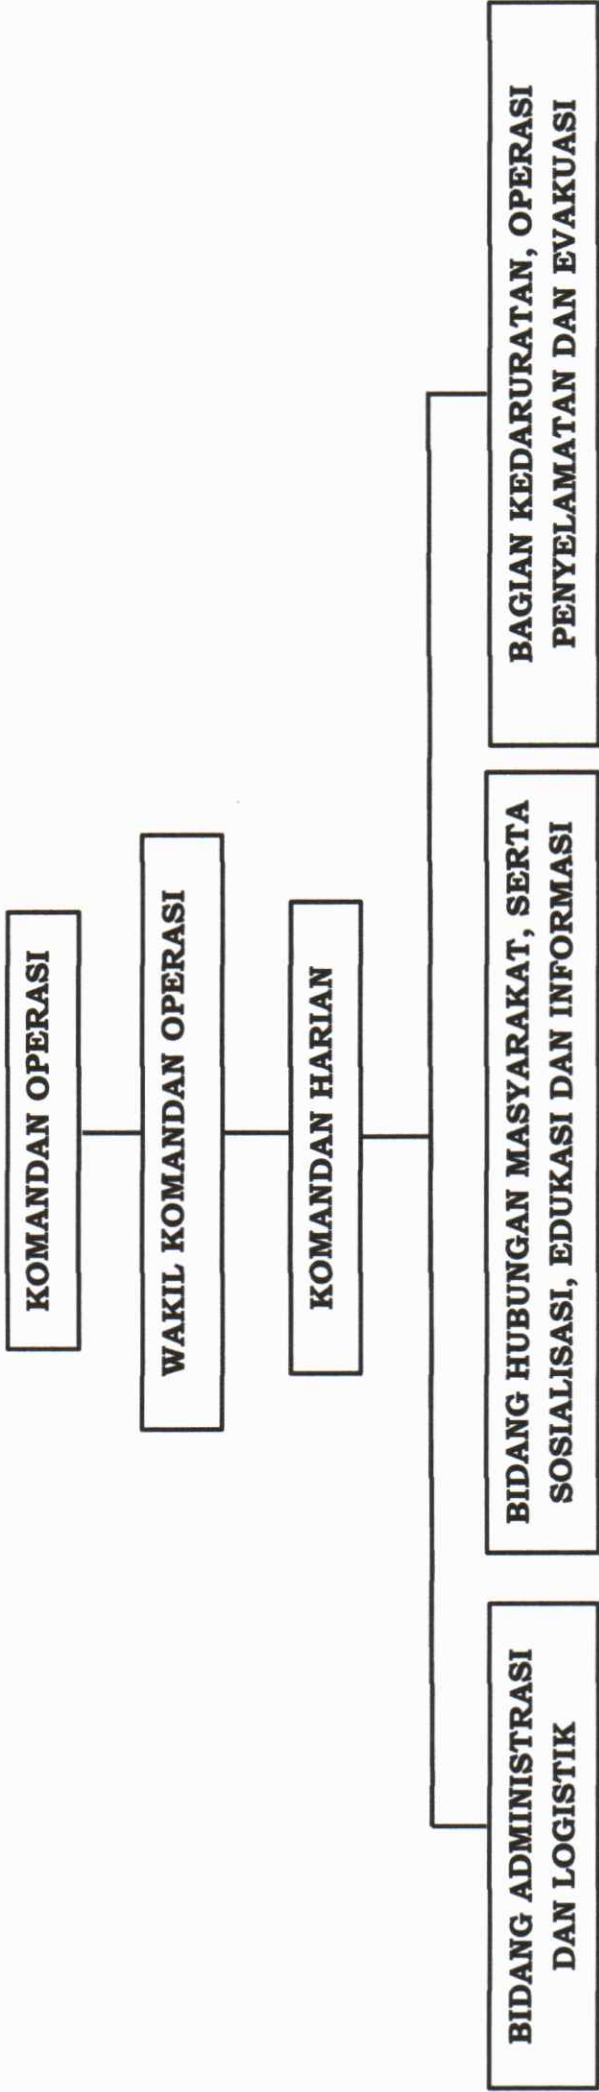 KOMANDAN OPERASI
WAKIL KOMANDAN OPERASI
KOMANDAN HARIAN
BIDANG ADMINISTRASI
DAN LOGISTIK
BIDANG HUBUNGAN MASYARAKAT, SERTA
SOSIALISASI, EDUKASI DAN INFORMASI
BAGIAN KEDARURATAN, OPERASI
PENYELAMATAN DAN EVAKUASI